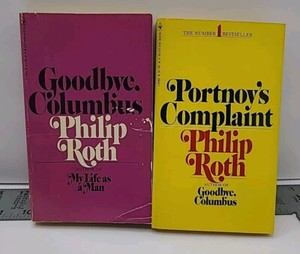 Goodbye,
Columbus
Philip
Roth
My Life as
a Man
THE NUMBER 1 BESTSELLER
Portnoy's
Complaint
Philip
Roth
AUTHOR OF
Goodbye,
Columbus